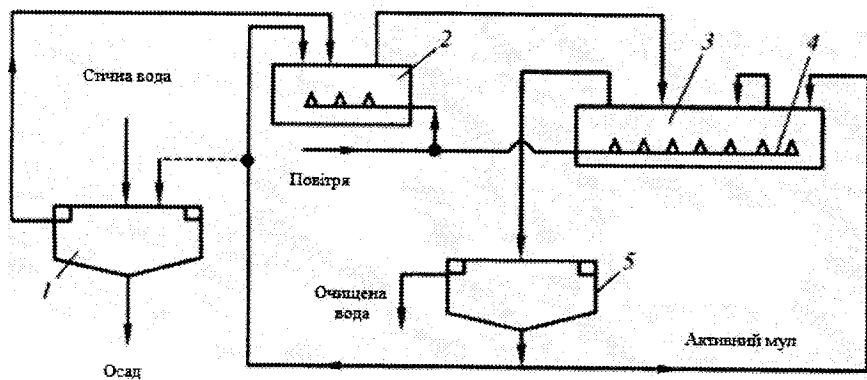 2
3
4
Стічна вода
Повітря
1
5
Очищена
вода
Активний мул
Осад